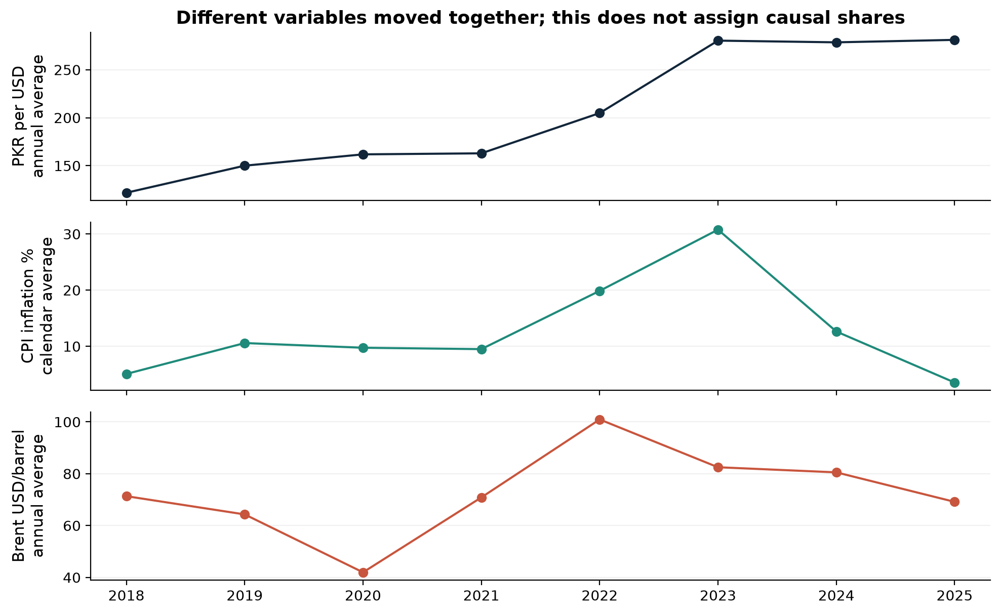 Different variables moved together; this does not assign causal shares
PKR per USD
annual average
250
200
150
CPI inflation %
calendar average
30
20
10
Brent USD/barrel
annual average
100
80
60
40
2018 2019 2020 2021 2022 2023 2024 2025